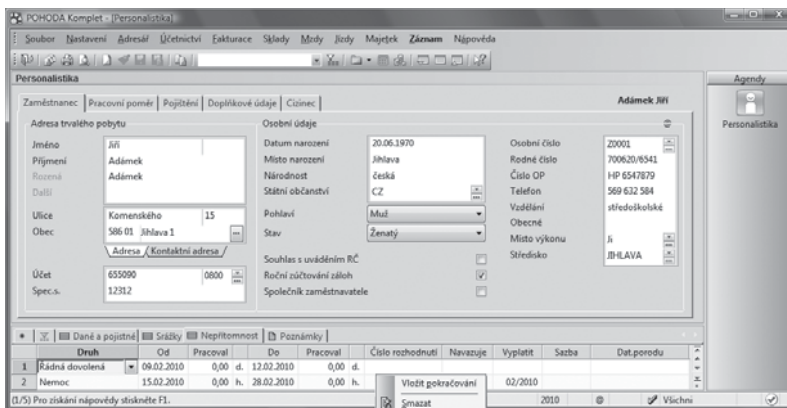 POHODA Komplet - [Personalistika]
Soubor Nastavení Adresář Účetnictví Fakturace Sklady Mzdy Jízdy Majetek Záznam Nápověda
Personalistika
Agendy
Zaměstnanec Pracovní poměr Pojištění Doplňkové údaje Cizinec Adámek Jiří
Personalistika
Adresa trvalého pobytu Osobní údaje
Jméno Jiří Datum narození 20.06.1970 Osobní číslo Z0001
Příjmení Adámek Místo narození Jihlava Rodné číslo 700620/6541
Rozená Adámek Národnost česká Číslo OP HP 6547879
Další Státní občanství CZ Telefon 569 632 584
Vzdělání středoškolské
Ulice Komenského 15 Pohlaví Muž Obecné
Obec 586 01 Jihlava 1 Stav Ženatý Místo výkonu Ji
Adresa Kontaktní adresa Středisko JIHLAVA
Souhlas s uváděním RČ
Účet 655090 0800 Roční zúčtování záloh
Spec.s. 12312 Společník zaměstnavatele
Daně a pojistné Srážky Nepřítomnost Poznámky
Druh Od Pracoval Do Pracoval Číslo rozhodnutí Navazuje Vyplatit Sazba Dat.porodu
1 Řádná dovolená 09.02.2010 0,00 d. 12.02.2010 0,00 d.
2 Nemoc 15.02.2010 0,00 h. 28.02.2010 0,00 h. 02/2010
Vložit pokračování
Smazat
(1/5) Pro získání nápovědy stiskněte F1. 2010 @ Všichni